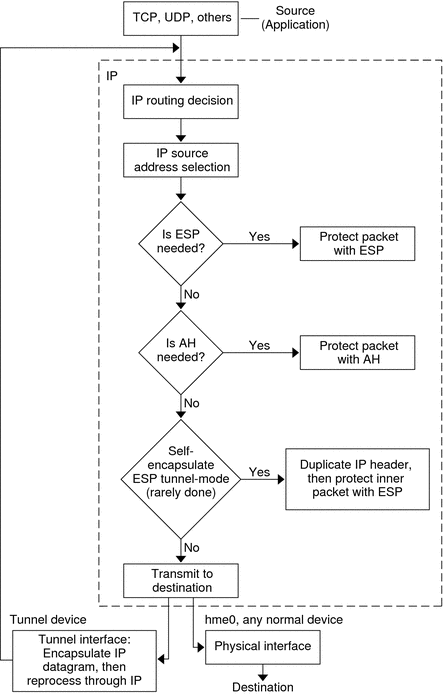 TCP, UDP, others
Source
(Application)
IP
IP routing decision
IP source
address selection
Is ESP
needed?
Yes
Protect packet
with ESP
No
Is AH
needed?
Yes
Protect packet
with AH
No
Self-
encapsulate
ESP tunnel-mode
(rarely done)
Yes
Duplicate IP header,
then protect inner
packet with ESP
No
Transmit to
destination
Tunnel device
Tunnel interface:
Encapsulate IP
datagram, then
reprocess through IP
hme0, any normal device
Physical interface
Destination